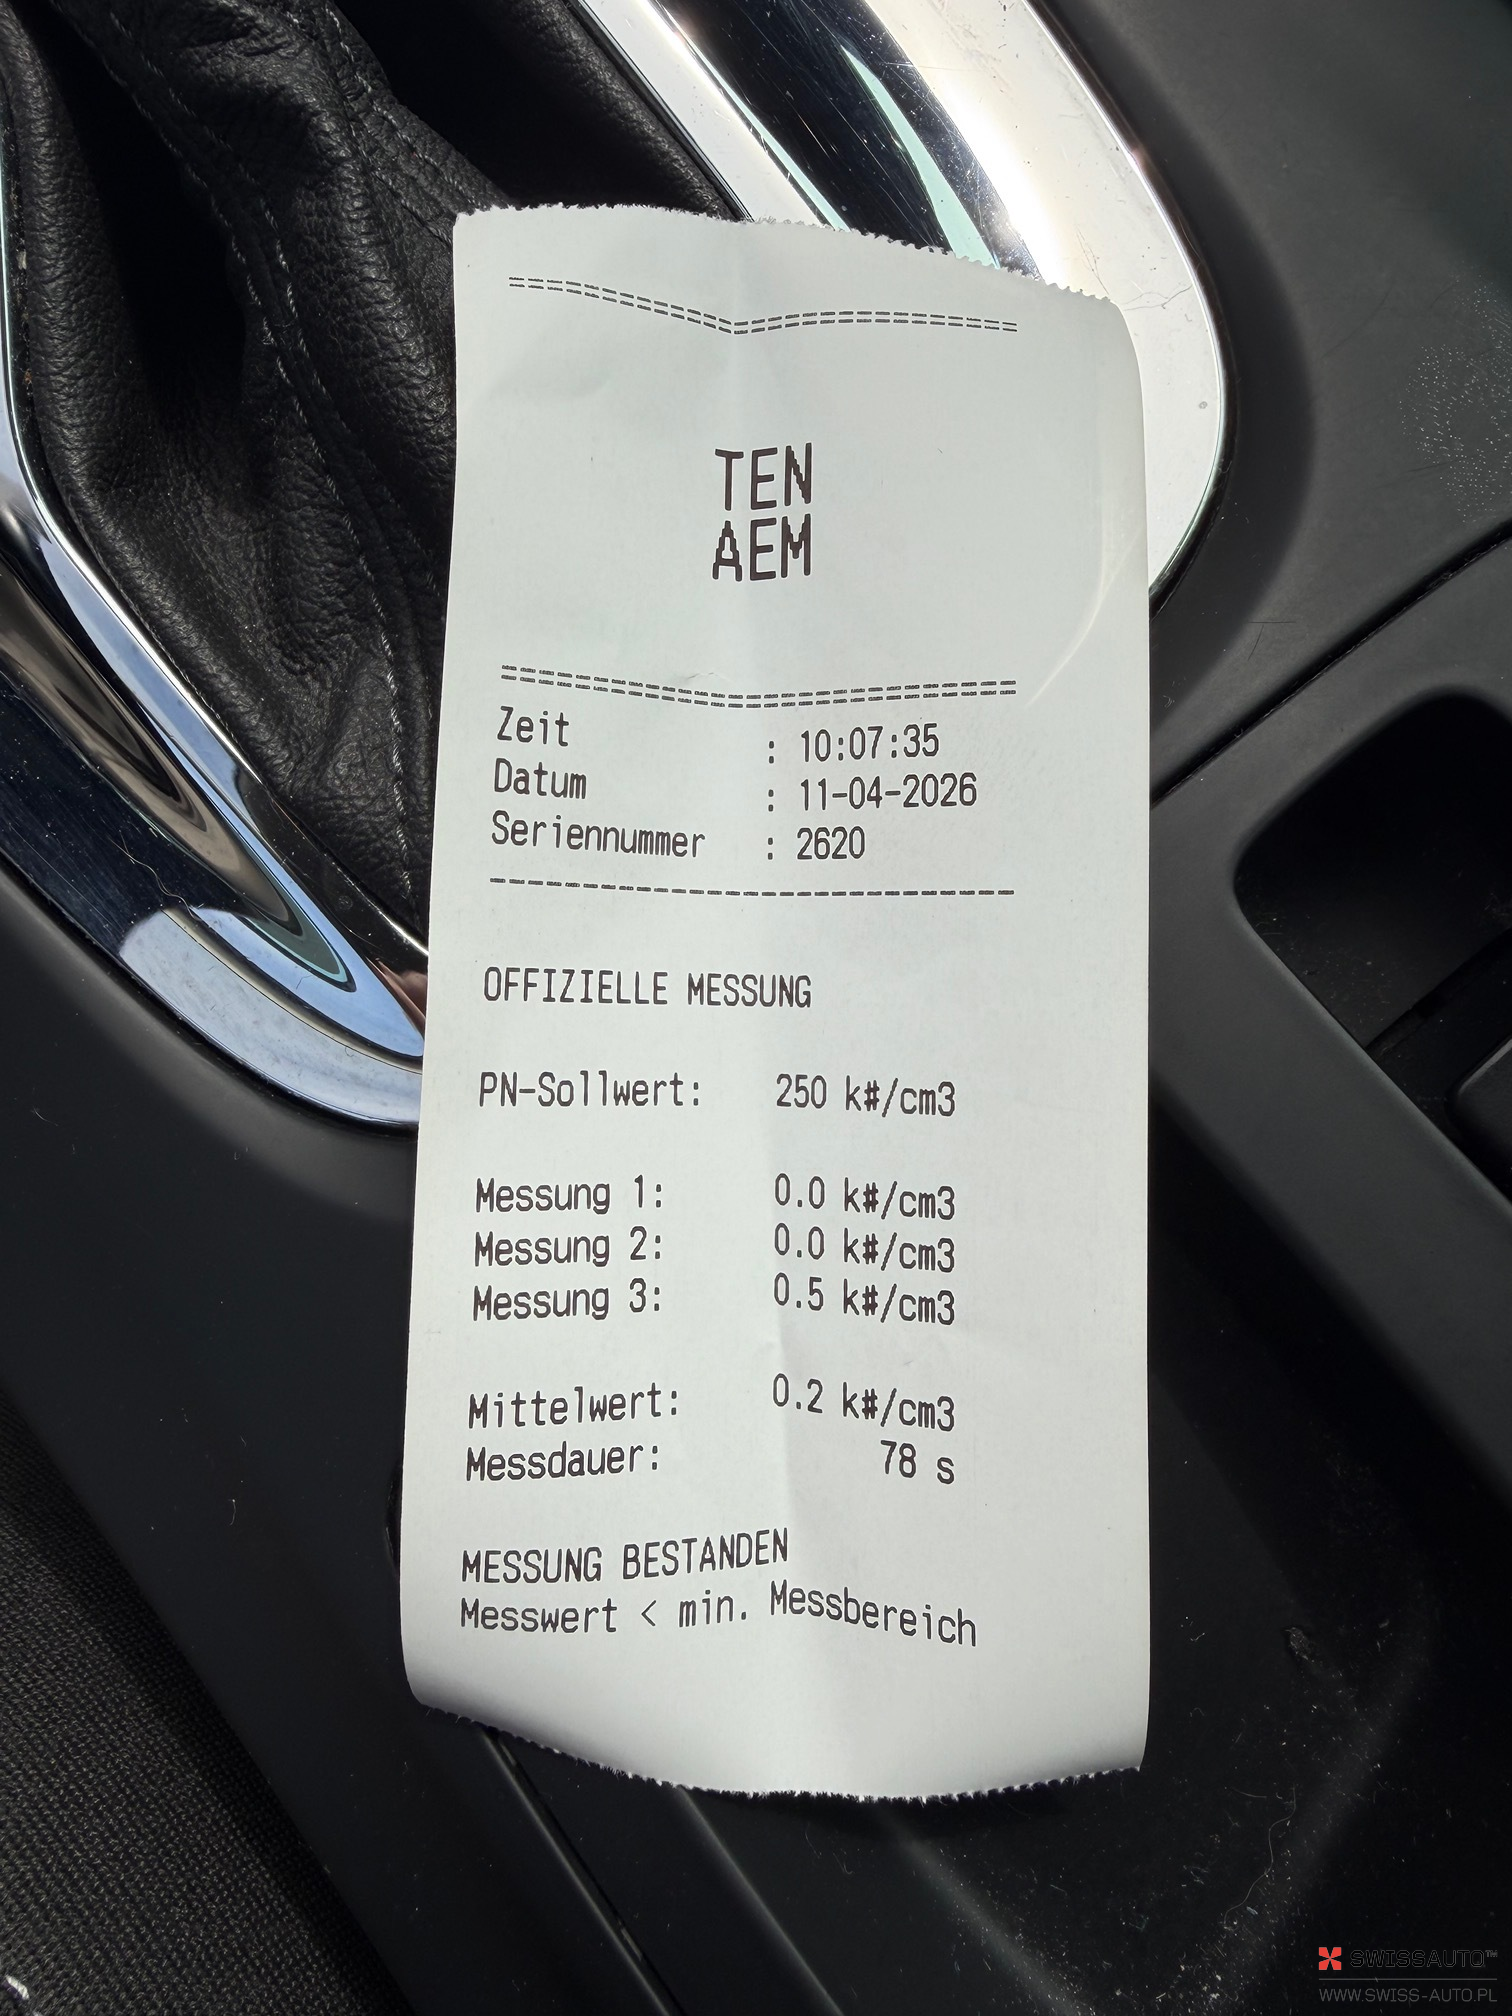 ==============================
TEN
AEM
==============================
Zeit : 10:07:35
Datum : 11-04-2026
Seriennummer : 2620
------------------------------
OFFIZIELLE MESSUNG
PN-Sollwert: 250 k#/cm3
Messung 1: 0.0 k#/cm3
Messung 2: 0.0 k#/cm3
Messung 3: 0.5 k#/cm3
Mittelwert: 0.2 k#/cm3
Messdauer: 78 s
MESSUNG BESTANDEN
Messwert < min. Messbereich
SWISSAUTO™
WWW.SWISS-AUTO.PL